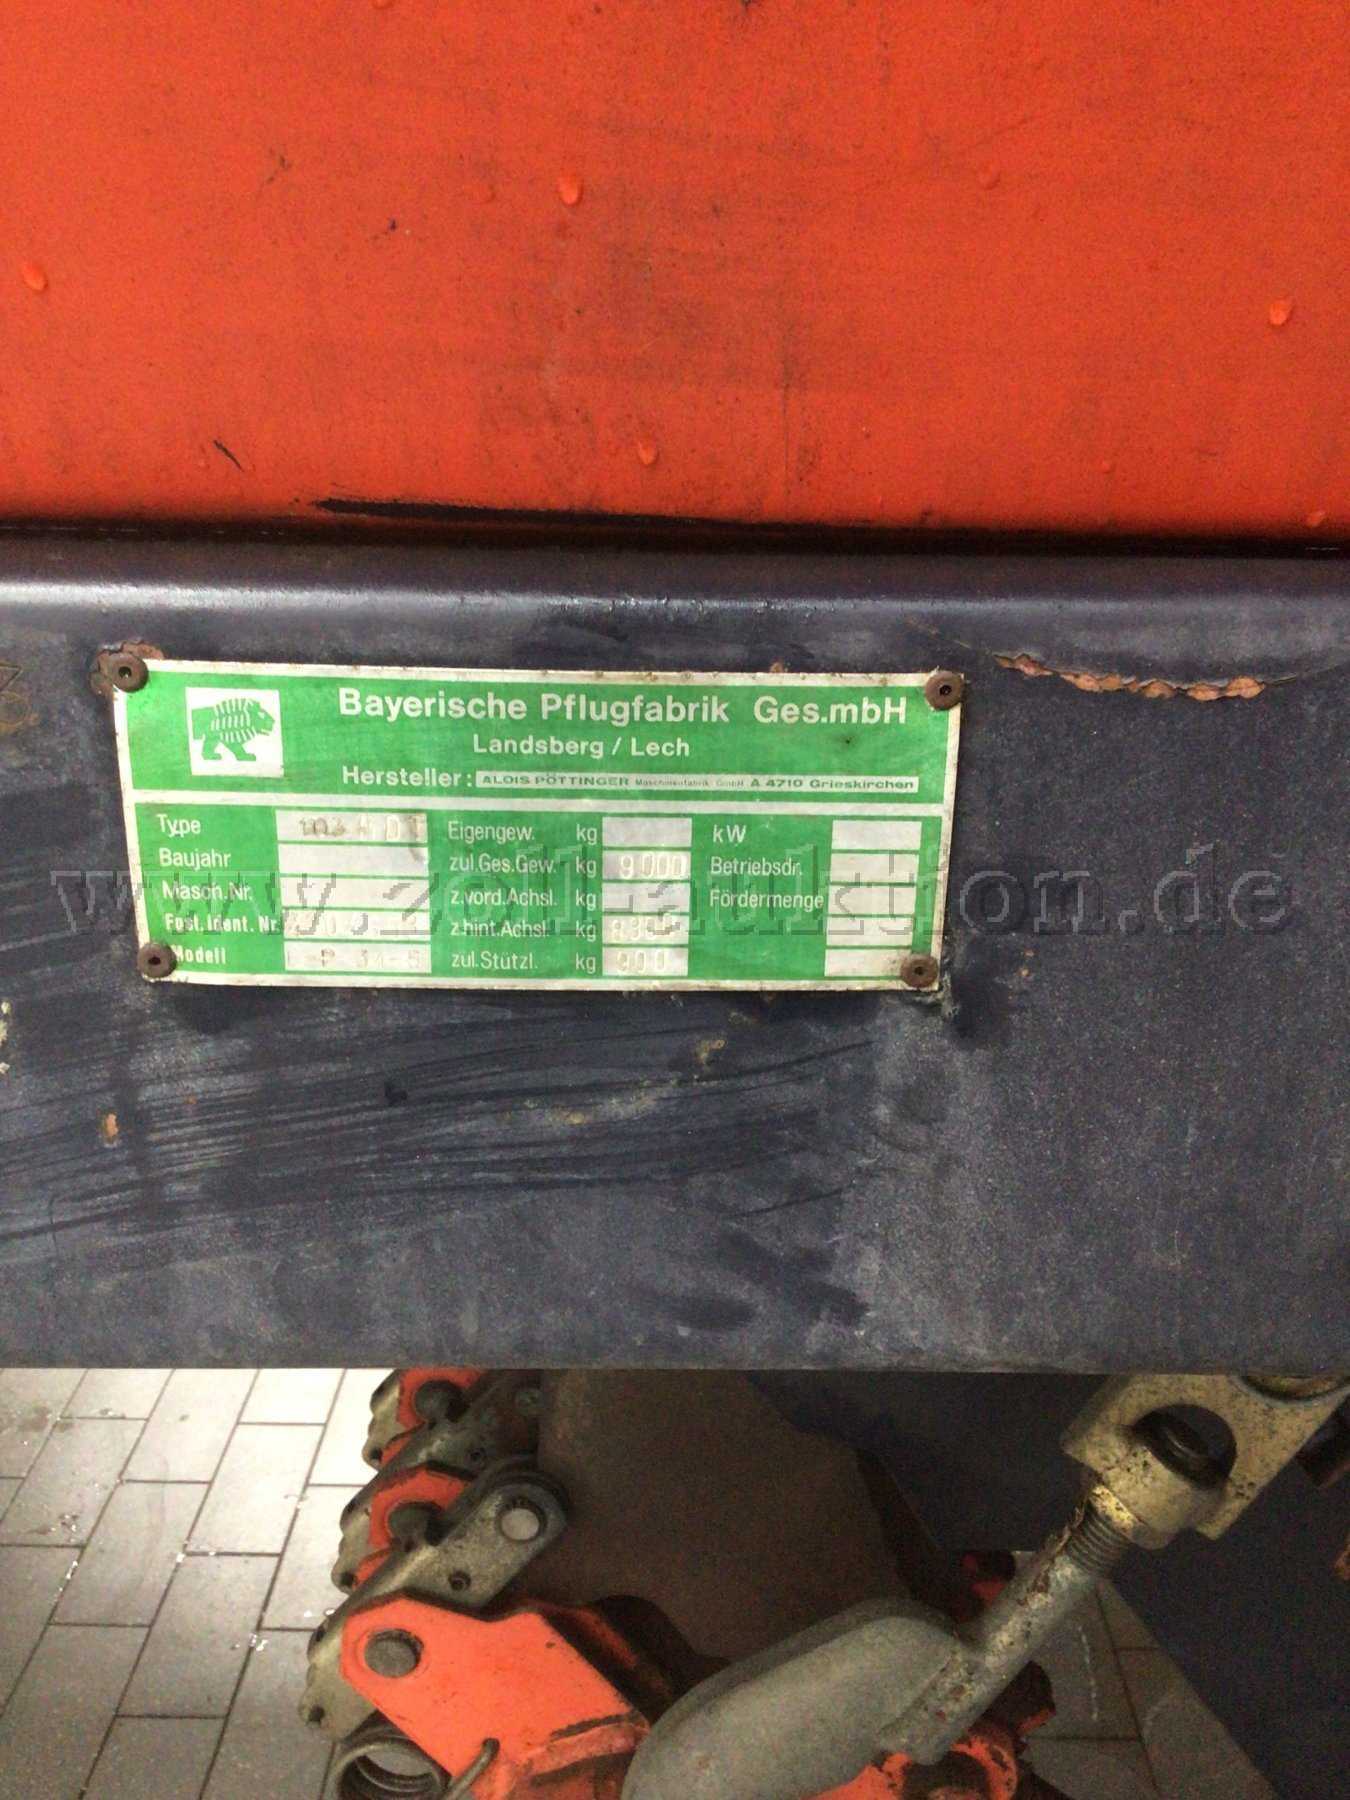 Bayerische Pflugfabrik Ges.mbH
Landsberg / Lech
Hersteller: ALOIS PÖTTINGER Maschinenfabrik GmbH A 4710 Grieskirchen
Type Eigengew. kg kW
Baujahr zul.Ges.Gew. kg 9000 Betriebsdr.
Masch.Nr. z.vord.Achsl. kg Fördermenge
Fgst.Ident.Nr. z.hint.Achsl. kg 8300
Modell zul.Stützl. kg 900
www.zoll-auktion.de